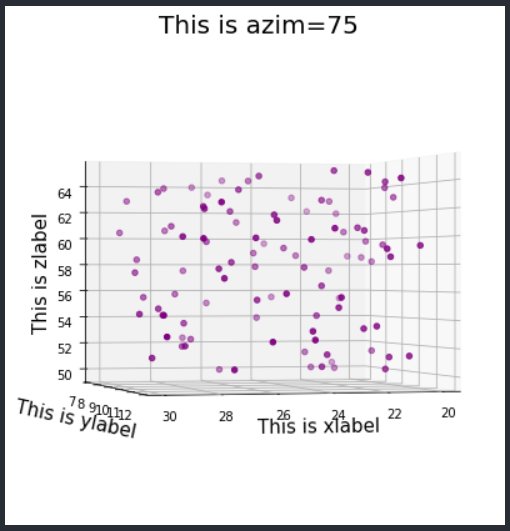 This is azim=75
64
62
60
58
56
54
52
50
This is zlabel
7 8 9 10 11 12
This is ylabel
30 28 26 24 22 20
This is xlabel